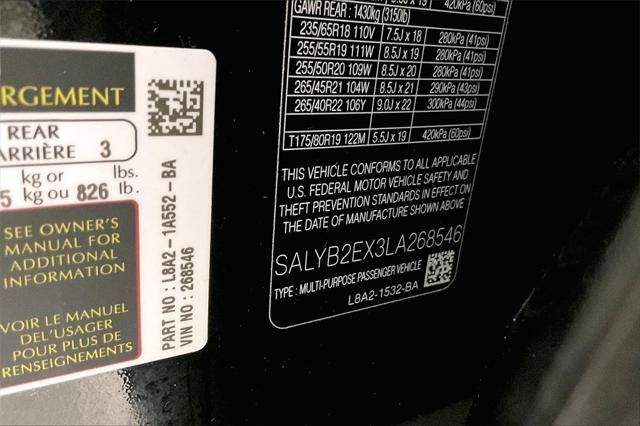 RGEMENT
REAR
ARRIÈRE 3
kg or lbs.
5 kg ou 826 lb.
SEE OWNER'S
MANUAL FOR
ADDITIONAL
INFORMATION
VOIR LE MANUEL
DEL'USAGER
POUR PLUS DE
RENSEIGNEMENTS
PART NO : L8A2 - 1A552 - BA
VIN NO : 268546
x 19 420kPa (60psi)
GAWR REAR : 1430kg (3150lb)
235/65R18 110V 7.5J x 18 280kPa (41psi)
255/55R19 111W 8.5J x 19 280kPa (41psi)
255/50R20 109W 8.5J x 20 280kPa (41psi)
265/45R21 104W 8.5J x 21 290kPa (43psi)
265/40R22 106Y 9.0J x 22 300kPa (44psi)
T175/80R19 122M 5.5J x 19 420kPa (60psi)
THIS VEHICLE CONFORMS TO ALL APPLICABLE
U.S. FEDERAL MOTOR VEHICLE SAFETY AND
THEFT PREVENTION STANDARDS IN EFFECT ON
THE DATE OF MANUFACTURE SHOWN ABOVE
SALYB2EX3LA268546
TYPE : MULTI-PURPOSE PASSENGER VEHICLE
L8A2-1532-BA